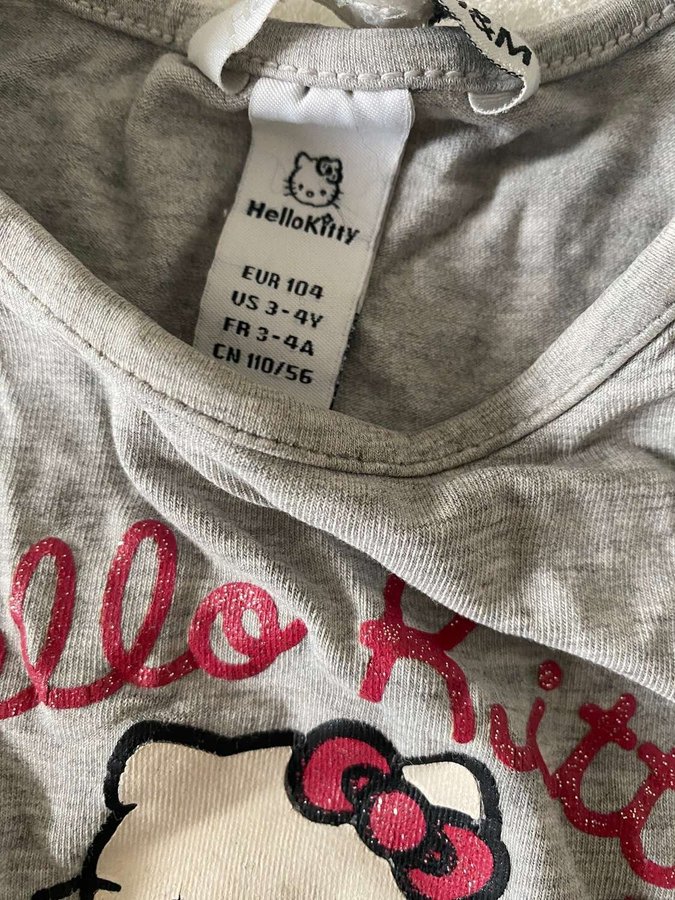 &M
HelloKitty
EUR 104
US 3-4Y
FR 3-4A
CN 110/56
llo Kitt